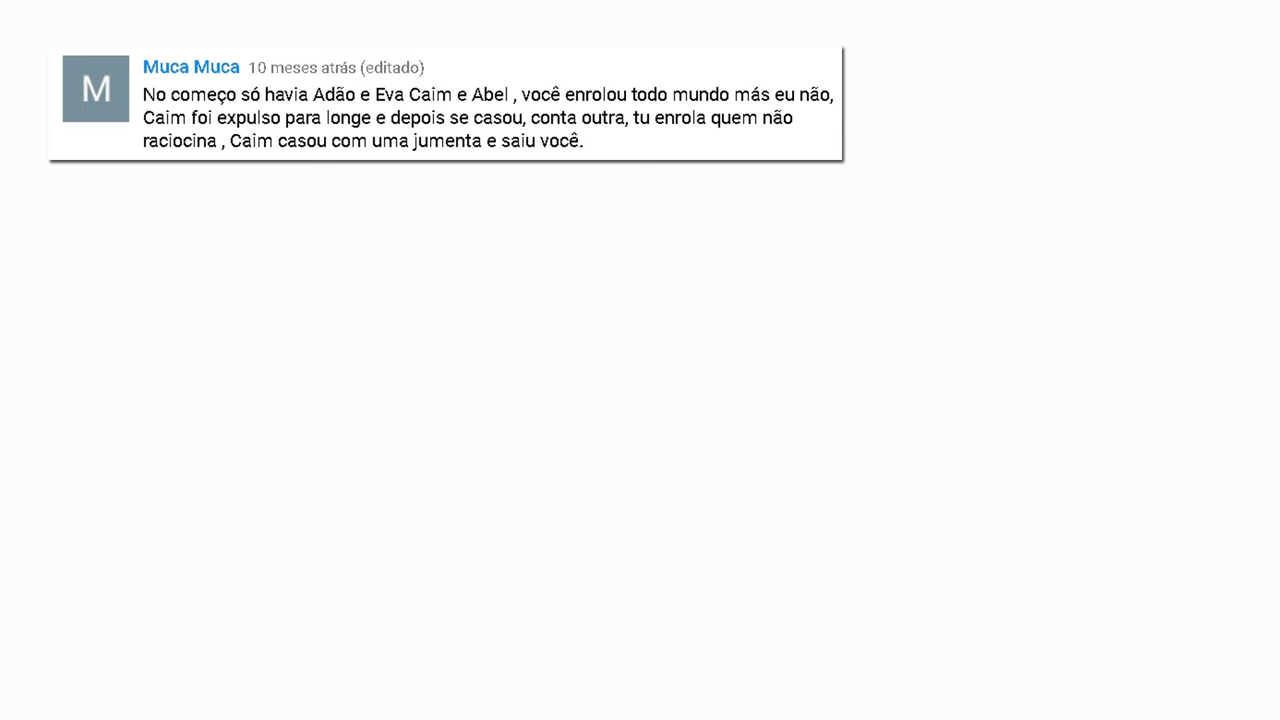 M
Muca Muca 10 meses atrás (editado)
No começo só havia Adão e Eva Caim e Abel , você enrolou todo mundo más eu não,
Caim foi expulso para longe e depois se casou, conta outra, tu enrola quem não
raciocina , Caim casou com uma jumenta e saiu você.